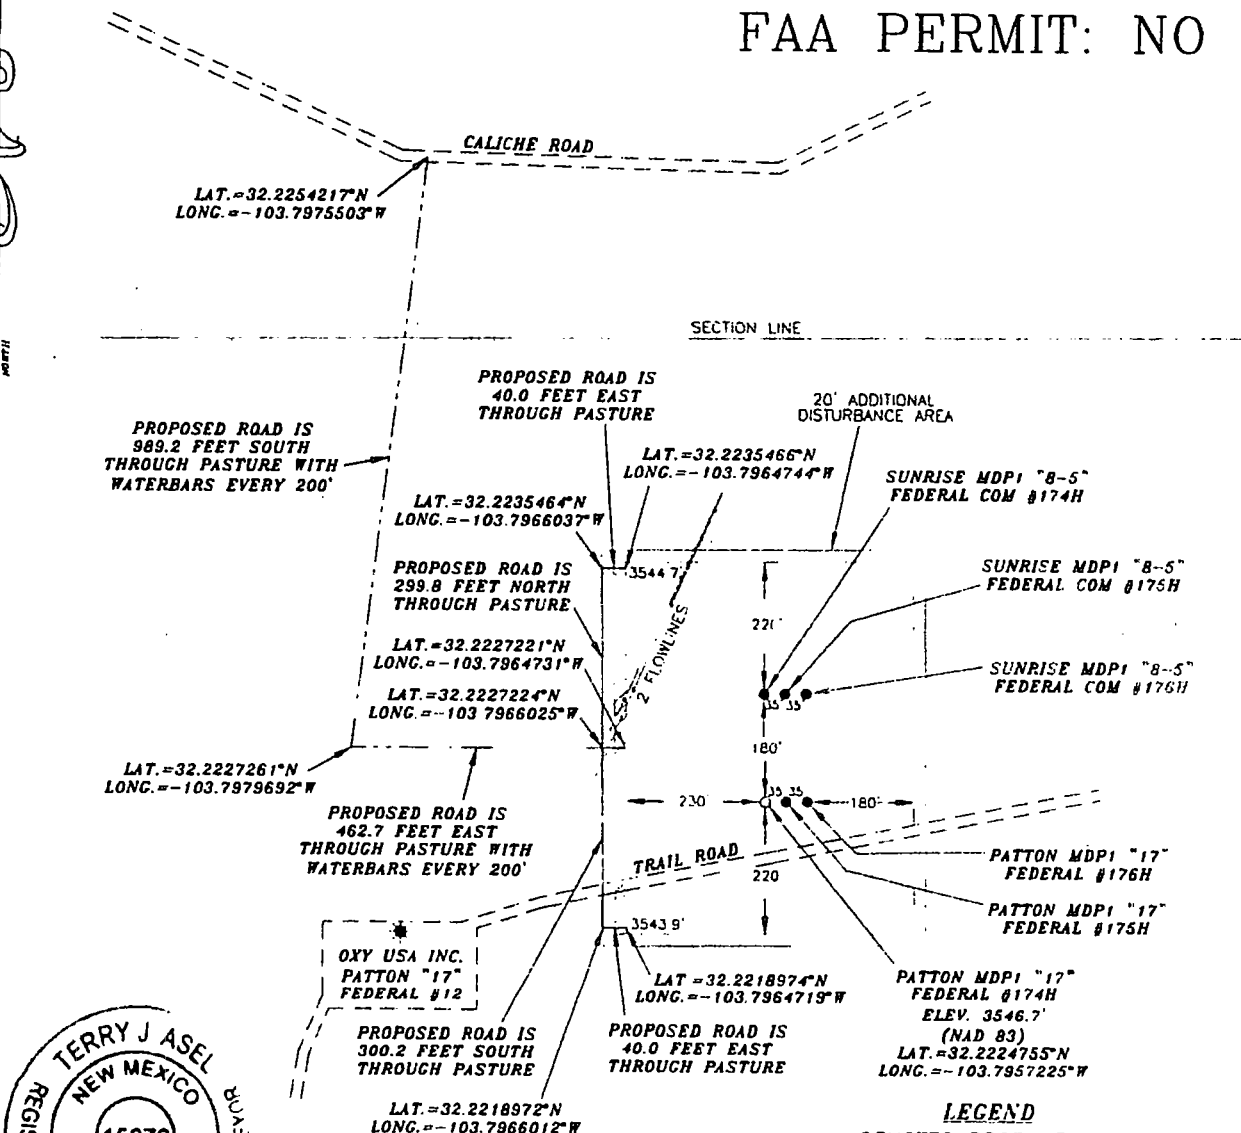 FAA PERMIT: NO
CALICHE ROAD
LAT.=32.2254217°N
LONG.=-103.7975503°W
NORTH
SECTION LINE
PROPOSED ROAD IS
40.0 FEET EAST
THROUGH PASTURE
20' ADDITIONAL
DISTURBANCE AREA
PROPOSED ROAD IS
989.2 FEET SOUTH
THROUGH PASTURE WITH
WATERBARS EVERY 200'
LAT.=32.2235466°N
LONG.=-103.7964744°W
SUNRISE MDP1 "8-5"
FEDERAL COM #174H
LAT.=32.2235464°N
LONG.=-103.7966037°W
PROPOSED ROAD IS
299.8 FEET NORTH
THROUGH PASTURE
3544.7'
SUNRISE MDP1 "8-5"
FEDERAL COM #175H
220'
2 FLOWLINES
LAT.=32.2227221°N
LONG.=-103.7964731°W
SUNRISE MDP1 "8-5"
FEDERAL COM #176H
LAT.=32.2227224°N
LONG.=-103.7966025°W
35' 35'
180'
LAT.=32.2227261°N
LONG.=-103.7979692°W
35 35
230'
180'
PROPOSED ROAD IS
462.7 FEET EAST
THROUGH PASTURE WITH
WATERBARS EVERY 200'
TRAIL ROAD
220
PATTON MDP1 "17"
FEDERAL #176H
PATTON MDP1 "17"
FEDERAL #175H
3543.9'
OXY USA INC.
PATTON "17"
FEDERAL #12
LAT.=32.2218974°N
LONG.=-103.7964719°W
PATTON MDP1 "17"
FEDERAL #174H
ELEV. 3546.7'
(NAD 83)
LAT.=32.2224755°N
LONG.=-103.7957225°W
PROPOSED ROAD IS
300.2 FEET SOUTH
THROUGH PASTURE
PROPOSED ROAD IS
40.0 FEET EAST
THROUGH PASTURE
TERRY J ASEL
NEW MEXICO
LAT.=32.2218972°N
LONG.=-103.7966012°W
LEGEND